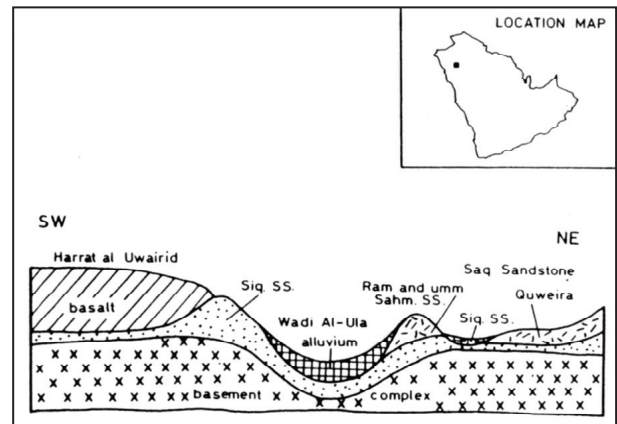 LOCATION MAP
SW
NE
Harrat al Uwairid
basalt
Siq. SS.
Wadi Al-Ula
alluvium
Ram and umm
Sahm. SS.
Saq Sandstone
Siq. SS.
Quweira
basement complex